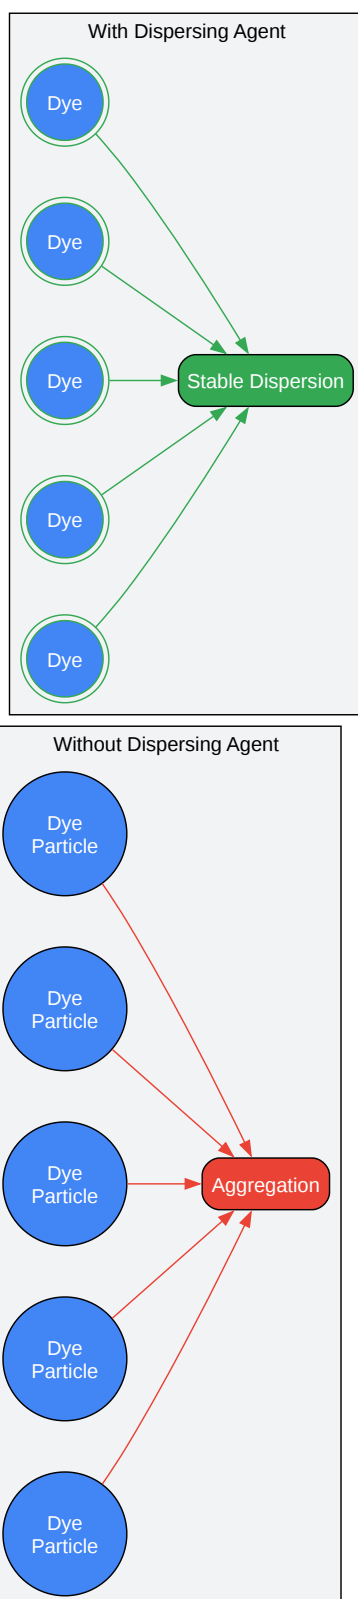 With Dispersing Agent
Dye
Dye
Dye
Stable Dispersion
Dye
Dye
Without Dispersing Agent
Dye
Particle
Dye
Particle
Dye
Particle
Aggregation
Dye
Particle
Dye
Particle